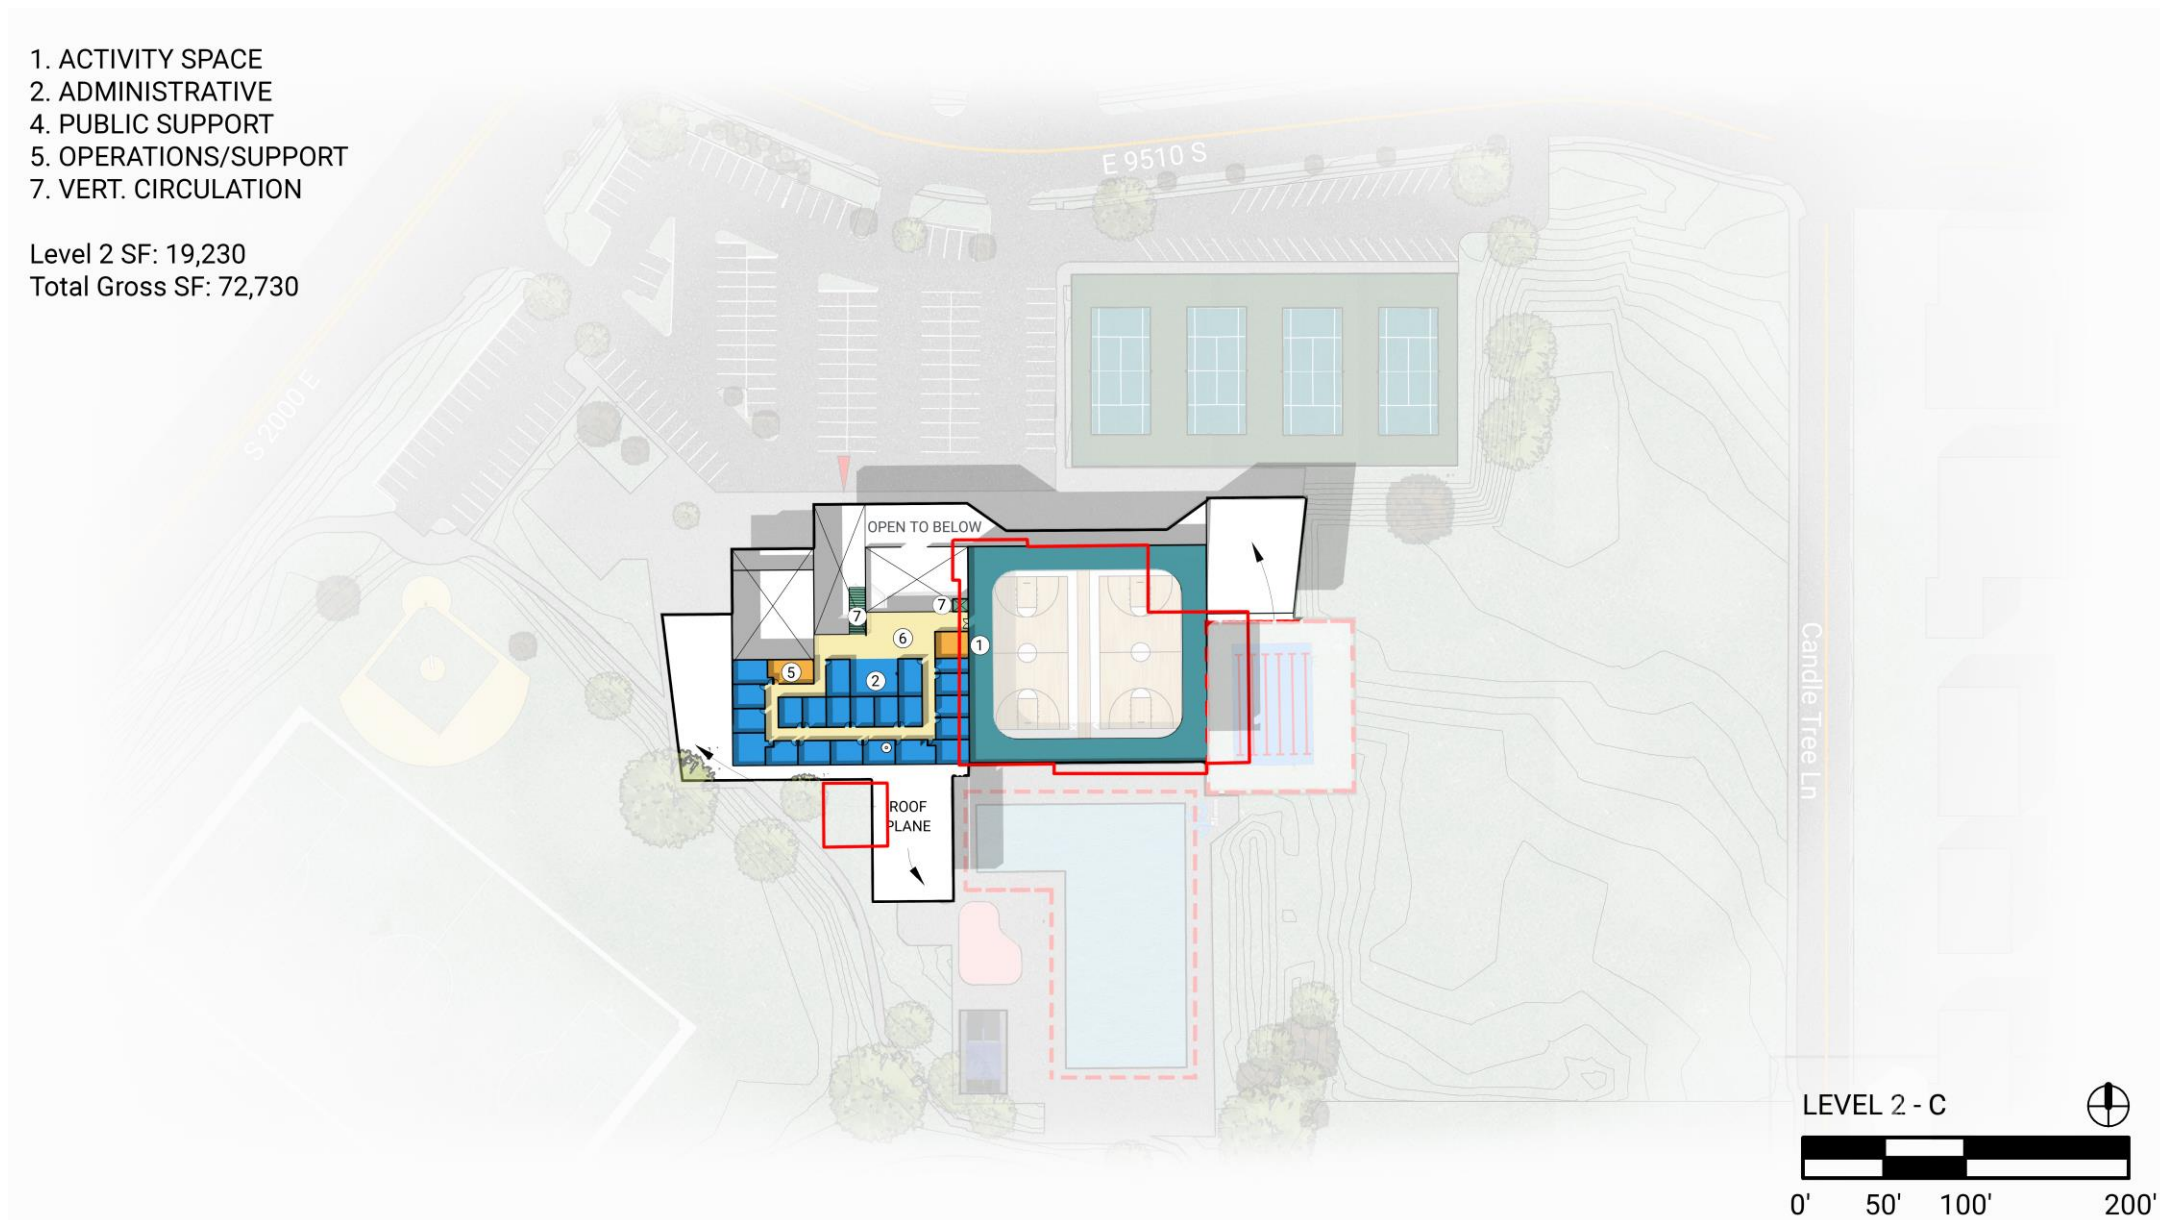 1. ACTIVITY SPACE
2. ADMINISTRATIVE
4. PUBLIC SUPPORT
5. OPERATIONS/SUPPORT
7. VERT. CIRCULATION
Level 2 SF: 19,230
Total Gross SF: 72,730
E 9510 S
S 2000 E
OPEN TO BELOW
7
7
6
1
5
2
ROOF
PLANE
Candle Tree Ln
LEVEL 2 - C
0' 50' 100' 200'